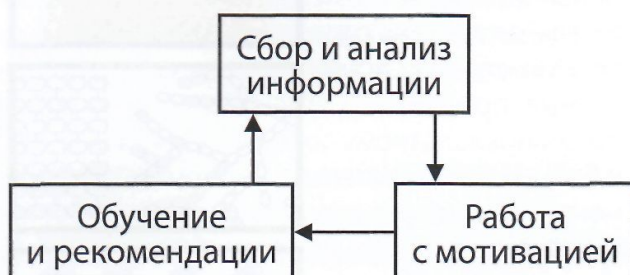 Сбор и анализ
информации
Обучение
и рекомендации
Работа
с мотивацией